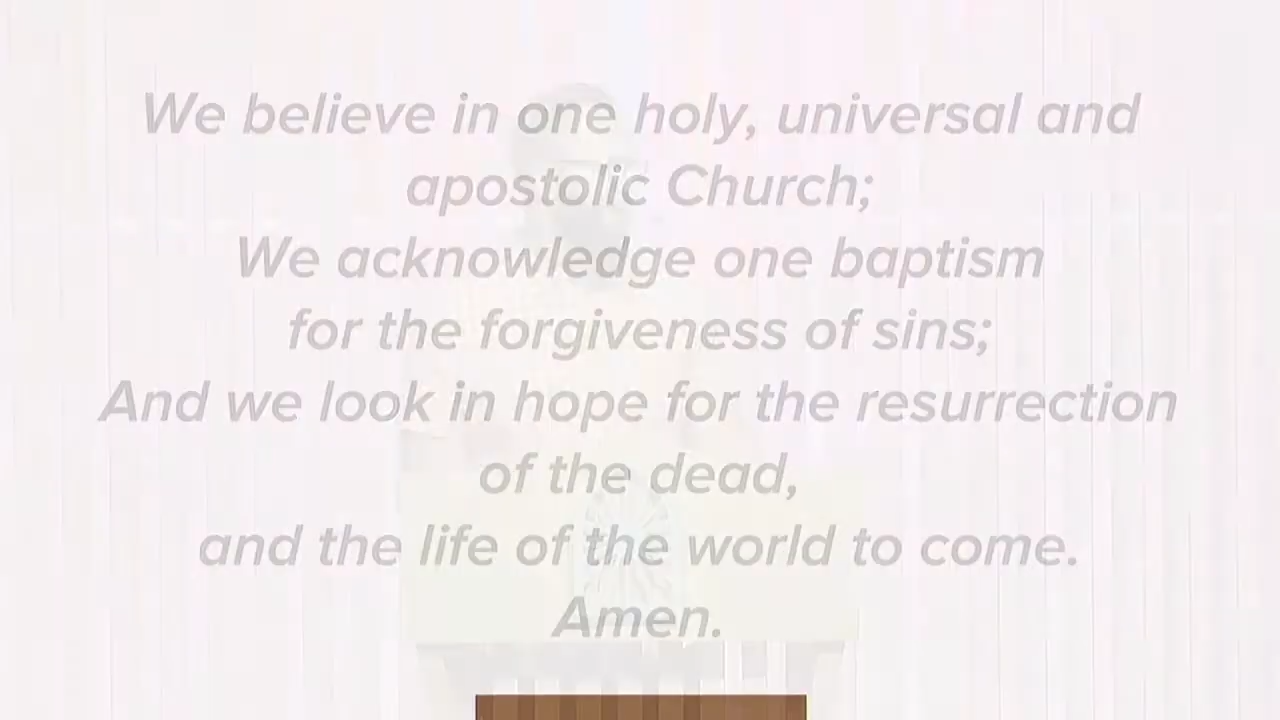 We believe in one holy, universal and
apostolic Church;
We acknowledge one baptism
for the forgiveness of sins;
And we look in hope for the resurrection
of the dead,
and the life of the world to come.
Amen.